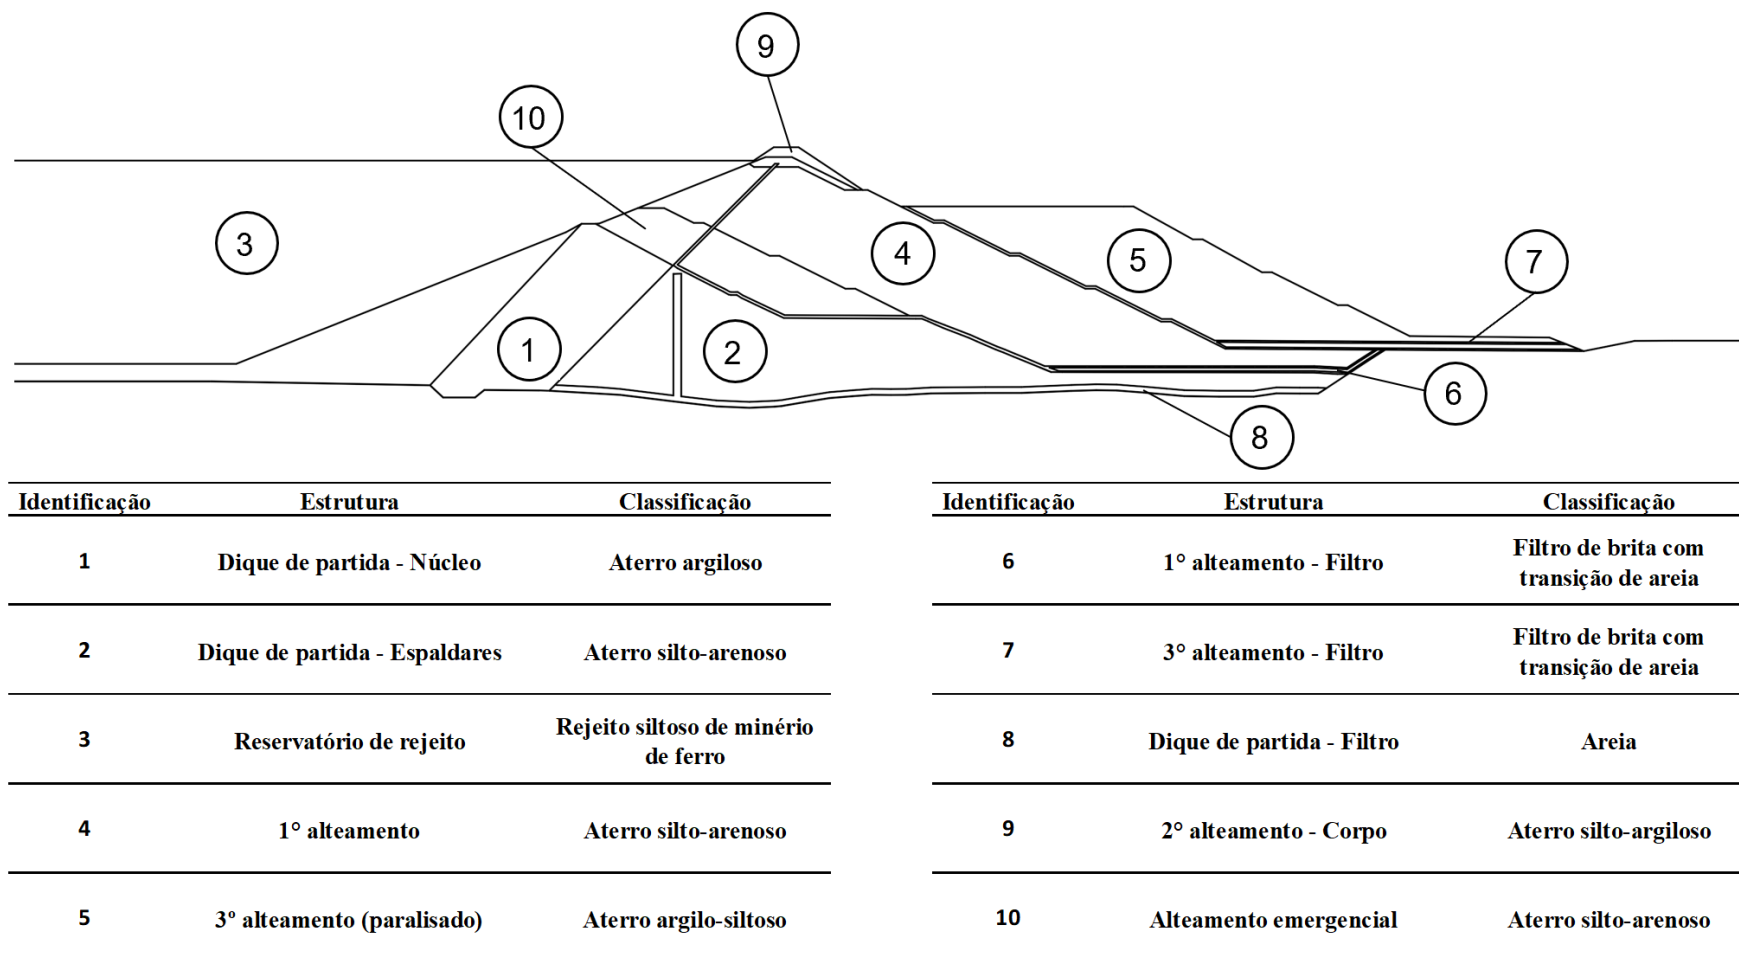 9
10
3
4
5
7
1
2
6
8
Identificação Estrutura Classificação
1 Dique de partida - Núcleo Aterro argiloso
2 Dique de partida - Espaldares Aterro silto-arenoso
3 Reservatório de rejeito Rejeito siltoso de minério
de ferro
4 1° alteamento Aterro silto-arenoso
5 3º alteamento (paralisado) Aterro argilo-siltoso
Identificação Estrutura Classificação
6 1° alteamento - Filtro Filtro de brita com
transição de areia
7 3° alteamento - Filtro Filtro de brita com
transição de areia
8 Dique de partida - Filtro Areia
9 2° alteamento - Corpo Aterro silto-argiloso
10 Alteamento emergencial Aterro silto-arenoso